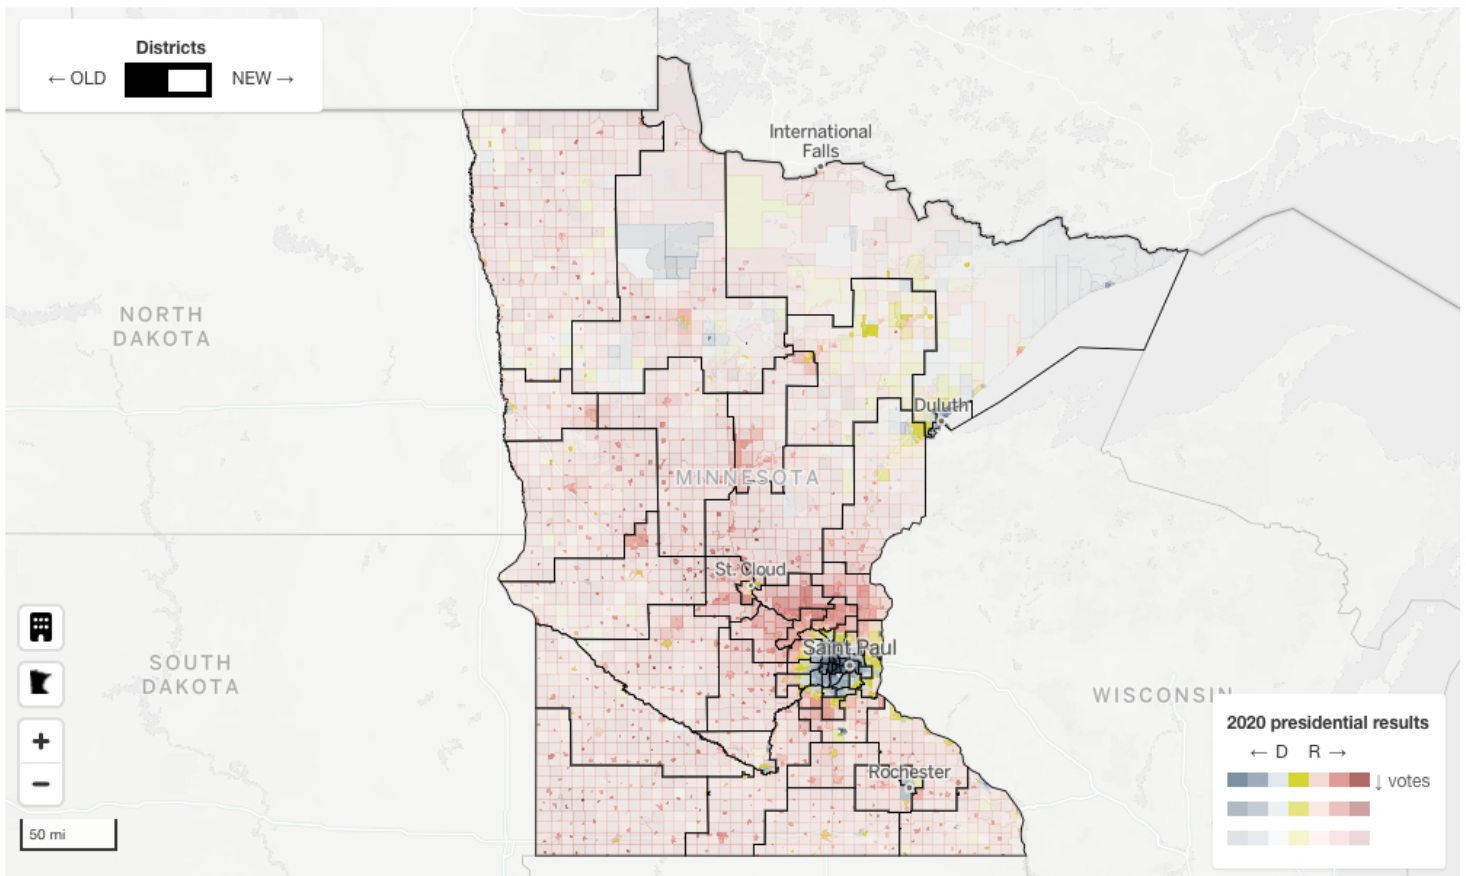 Districts
← OLD NEW →
International
Falls
NORTH
DAKOTA
Duluth
MINNESOTA
St. Cloud
Saint Paul
SOUTH
DAKOTA
WISCONSIN
Rochester
+
−
50 mi
2020 presidential results
← D R →
↓ votes